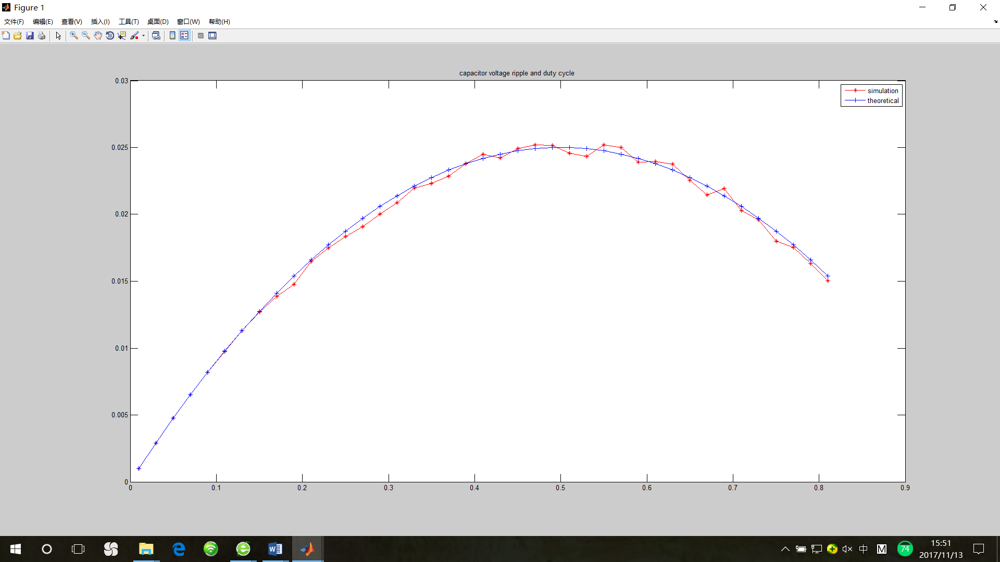 Figure 1
文件(F) 编辑(E) 查看(V) 插入(I) 工具(T) 桌面(D) 窗口(W) 帮助(H)
capacitor voltage ripple and duty cycle
simulation
theoretical
0.03
0.025
0.02
0.015
0.01
0.005
0
0 0.1 0.2 0.3 0.4 0.5 0.6 0.7 0.8 0.9
中 M 74 15:51
2017/11/13